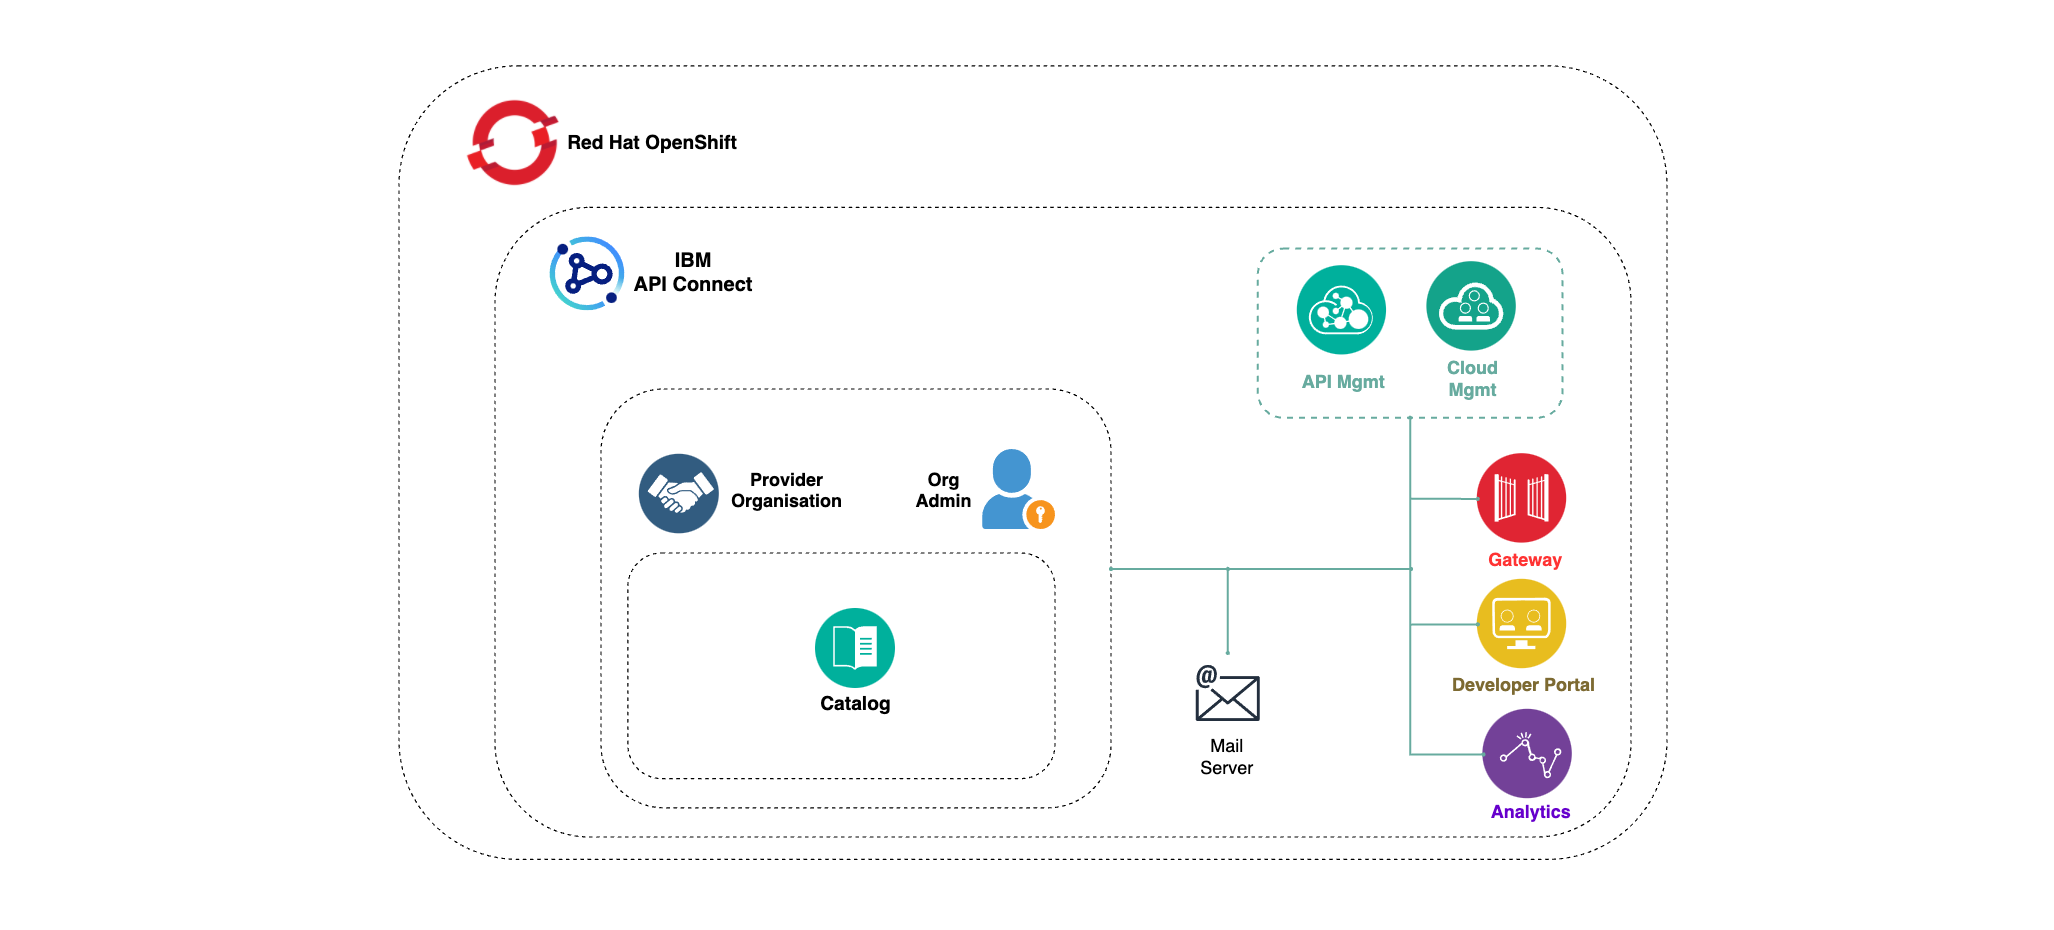 Red Hat OpenShift
IBM
API Connect
API Mgmt
Cloud
Mgmt
Provider
Organisation
Org
Admin
Gateway
Developer Portal
Catalog
@
Mail
Server
Analytics